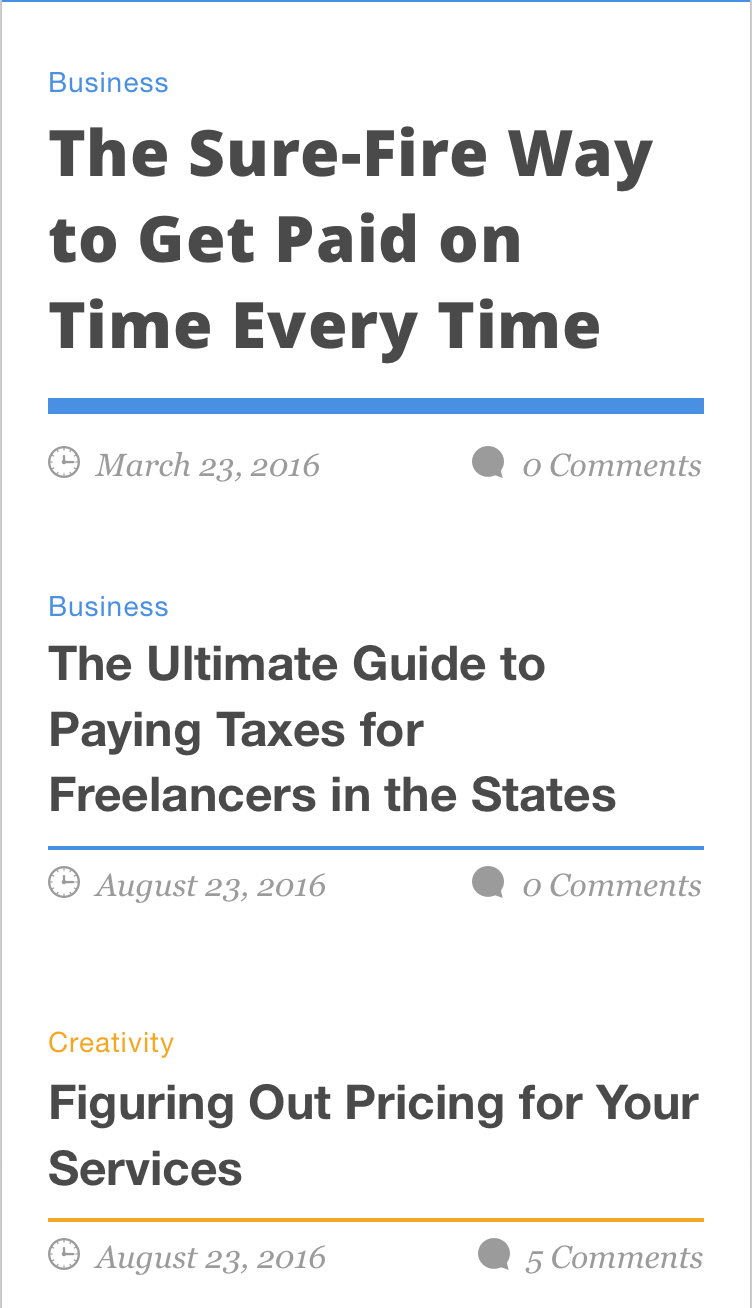 Business
The Sure-Fire Way
to Get Paid on
Time Every Time
March 23, 2016 0 Comments
Business
The Ultimate Guide to
Paying Taxes for
Freelancers in the States
August 23, 2016 0 Comments
Creativity
Figuring Out Pricing for Your
Services
August 23, 2016 5 Comments